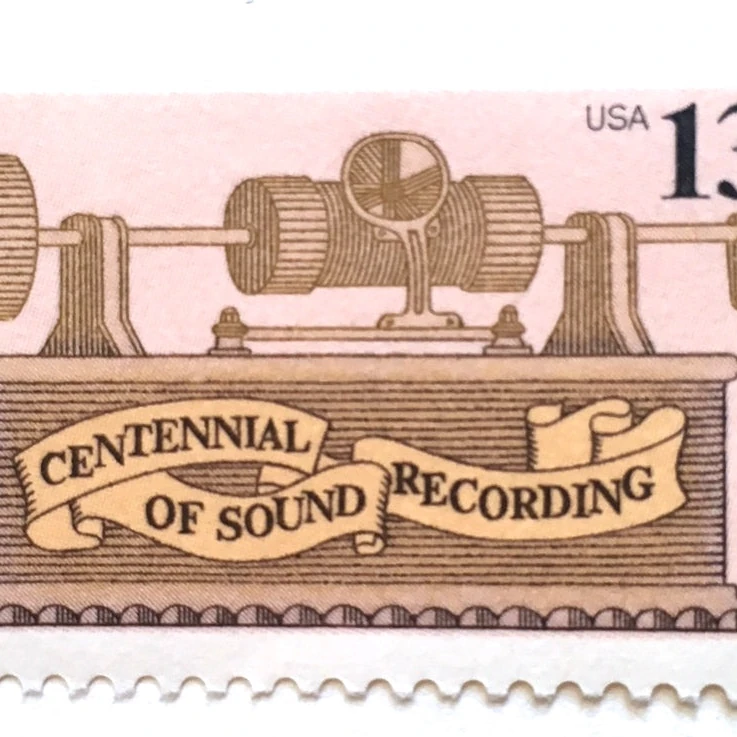 USA 13
CENTENNIAL
OF SOUND
RECORDING